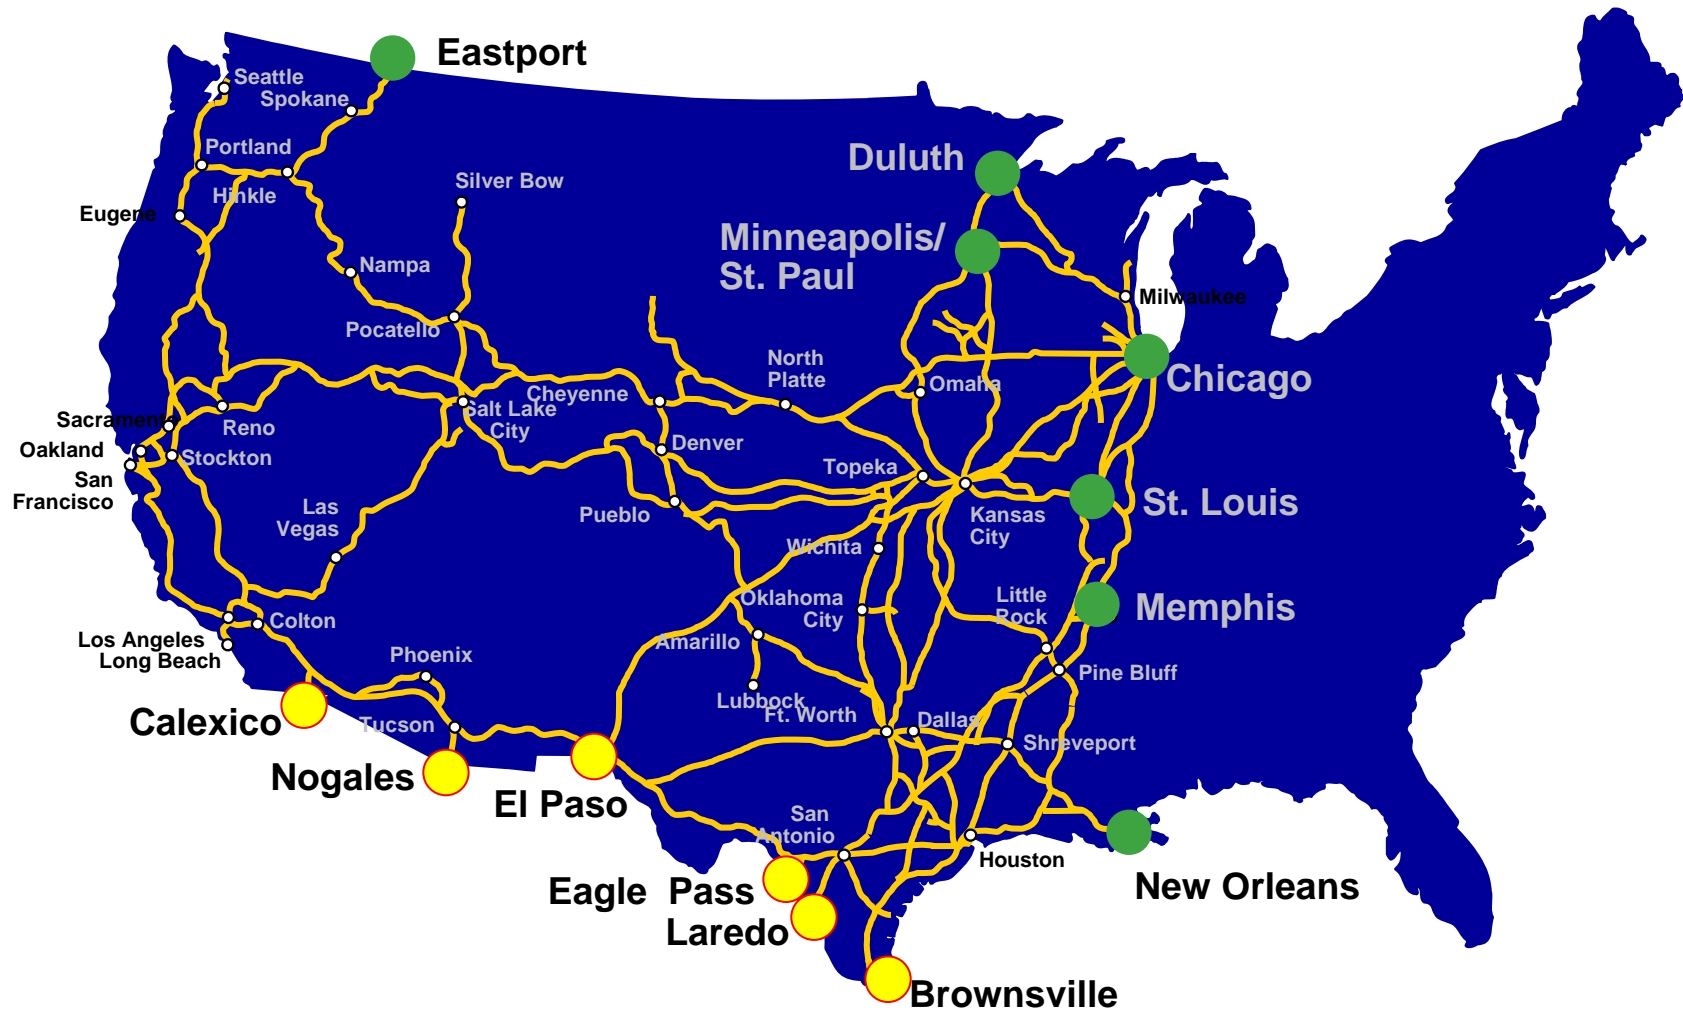 Eastport
Seattle
Spokane
Portland
Duluth
Silver Bow
Hinkle
Eugene
Minneapolis/
St. Paul
Nampa
Milwaukee
Pocatello
North
Platte
Chicago
Omaha
Cheyenne
Salt Lake
City
Sacramento
Reno
Oakland
Stockton
Denver
Topeka
San
Francisco
Las
Vegas
Pueblo
St. Louis
Kansas
City
Wichita
Oklahoma
City
Little
Rock
Memphis
Colton
Los Angeles
Long Beach
Amarillo
Phoenix
Pine Bluff
Lubbock
Ft. Worth
Calexico
Tucson
Dallas
Shreveport
Nogales
El Paso
San
Antonio
Houston
Eagle Pass
New Orleans
Laredo
Brownsville